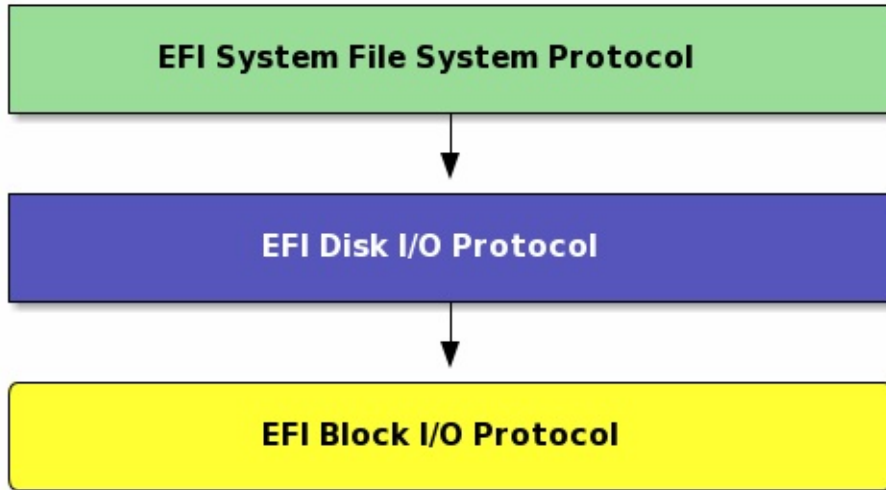 EFI System File System Protocol
EFI Disk I/O Protocol
EFI Block I/O Protocol